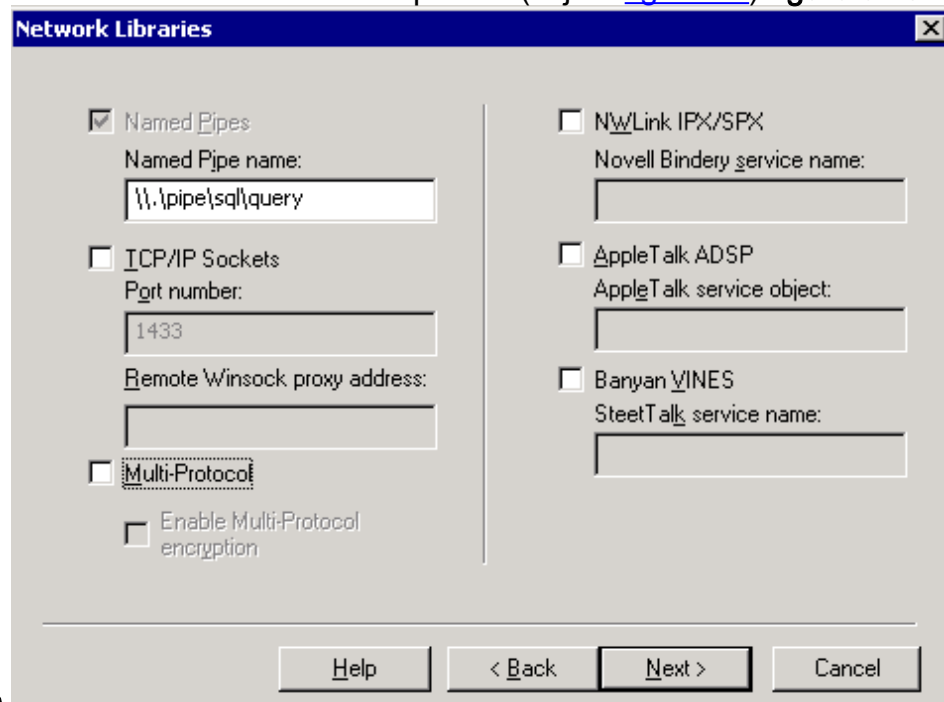 Network Libraries
Named Pipes
Named Pipe name:
\\.\pipe\sql\query
TCP/IP Sockets
Port number:
1433
Remote Winsock proxy address:
Multi-Protocol
Enable Multi-Protocol
encryption
NWLink IPX/SPX
Novell Bindery service name:
AppleTalk ADSP
AppleTalk service object:
Banyan VINES
SteetTalk service name:
Help
< Back
Next >
Cancel